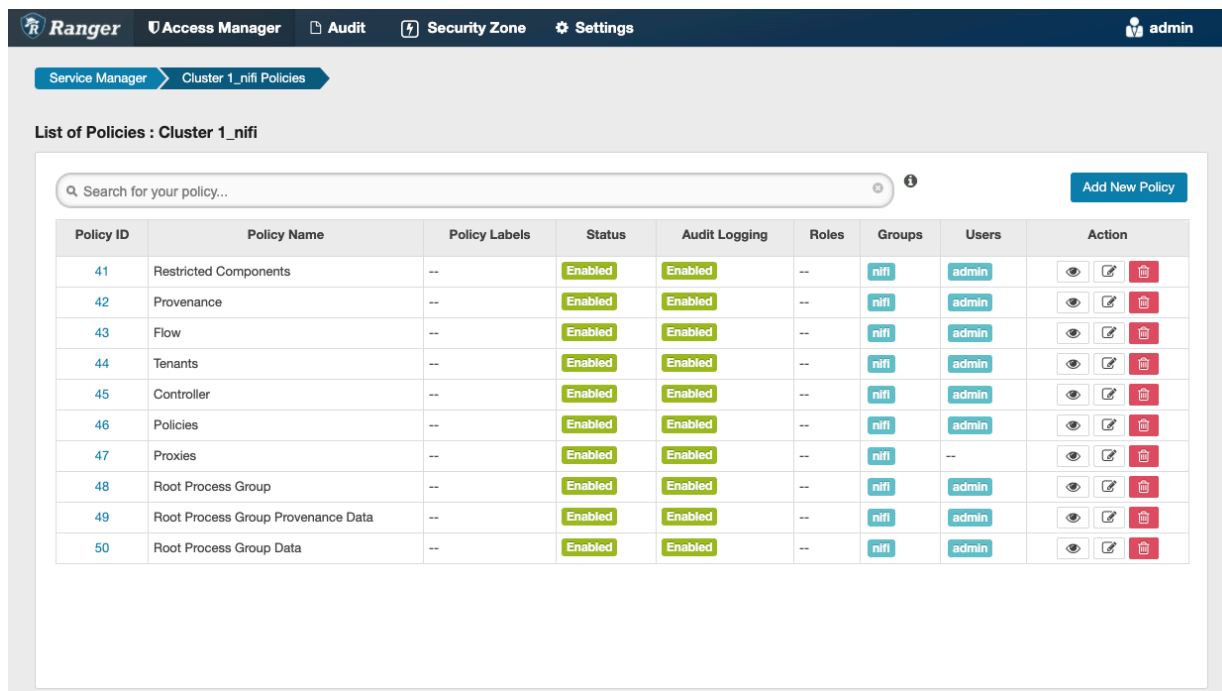 Ranger Access Manager Audit Security Zone Settings admin
Service Manager Cluster 1_nifi Policies
List of Policies : Cluster 1_nifi
Search for your policy... Add New Policy
Policy ID Policy Name Policy Labels Status Audit Logging Roles Groups Users Action
41 Restricted Components -- Enabled Enabled -- nifi admin
42 Provenance -- Enabled Enabled -- nifi admin
43 Flow -- Enabled Enabled -- nifi admin
44 Tenants -- Enabled Enabled -- nifi admin
45 Controller -- Enabled Enabled -- nifi admin
46 Policies -- Enabled Enabled -- nifi admin
47 Proxies -- Enabled Enabled -- nifi --
48 Root Process Group -- Enabled Enabled -- nifi admin
49 Root Process Group Provenance Data -- Enabled Enabled -- nifi admin
50 Root Process Group Data -- Enabled Enabled -- nifi admin